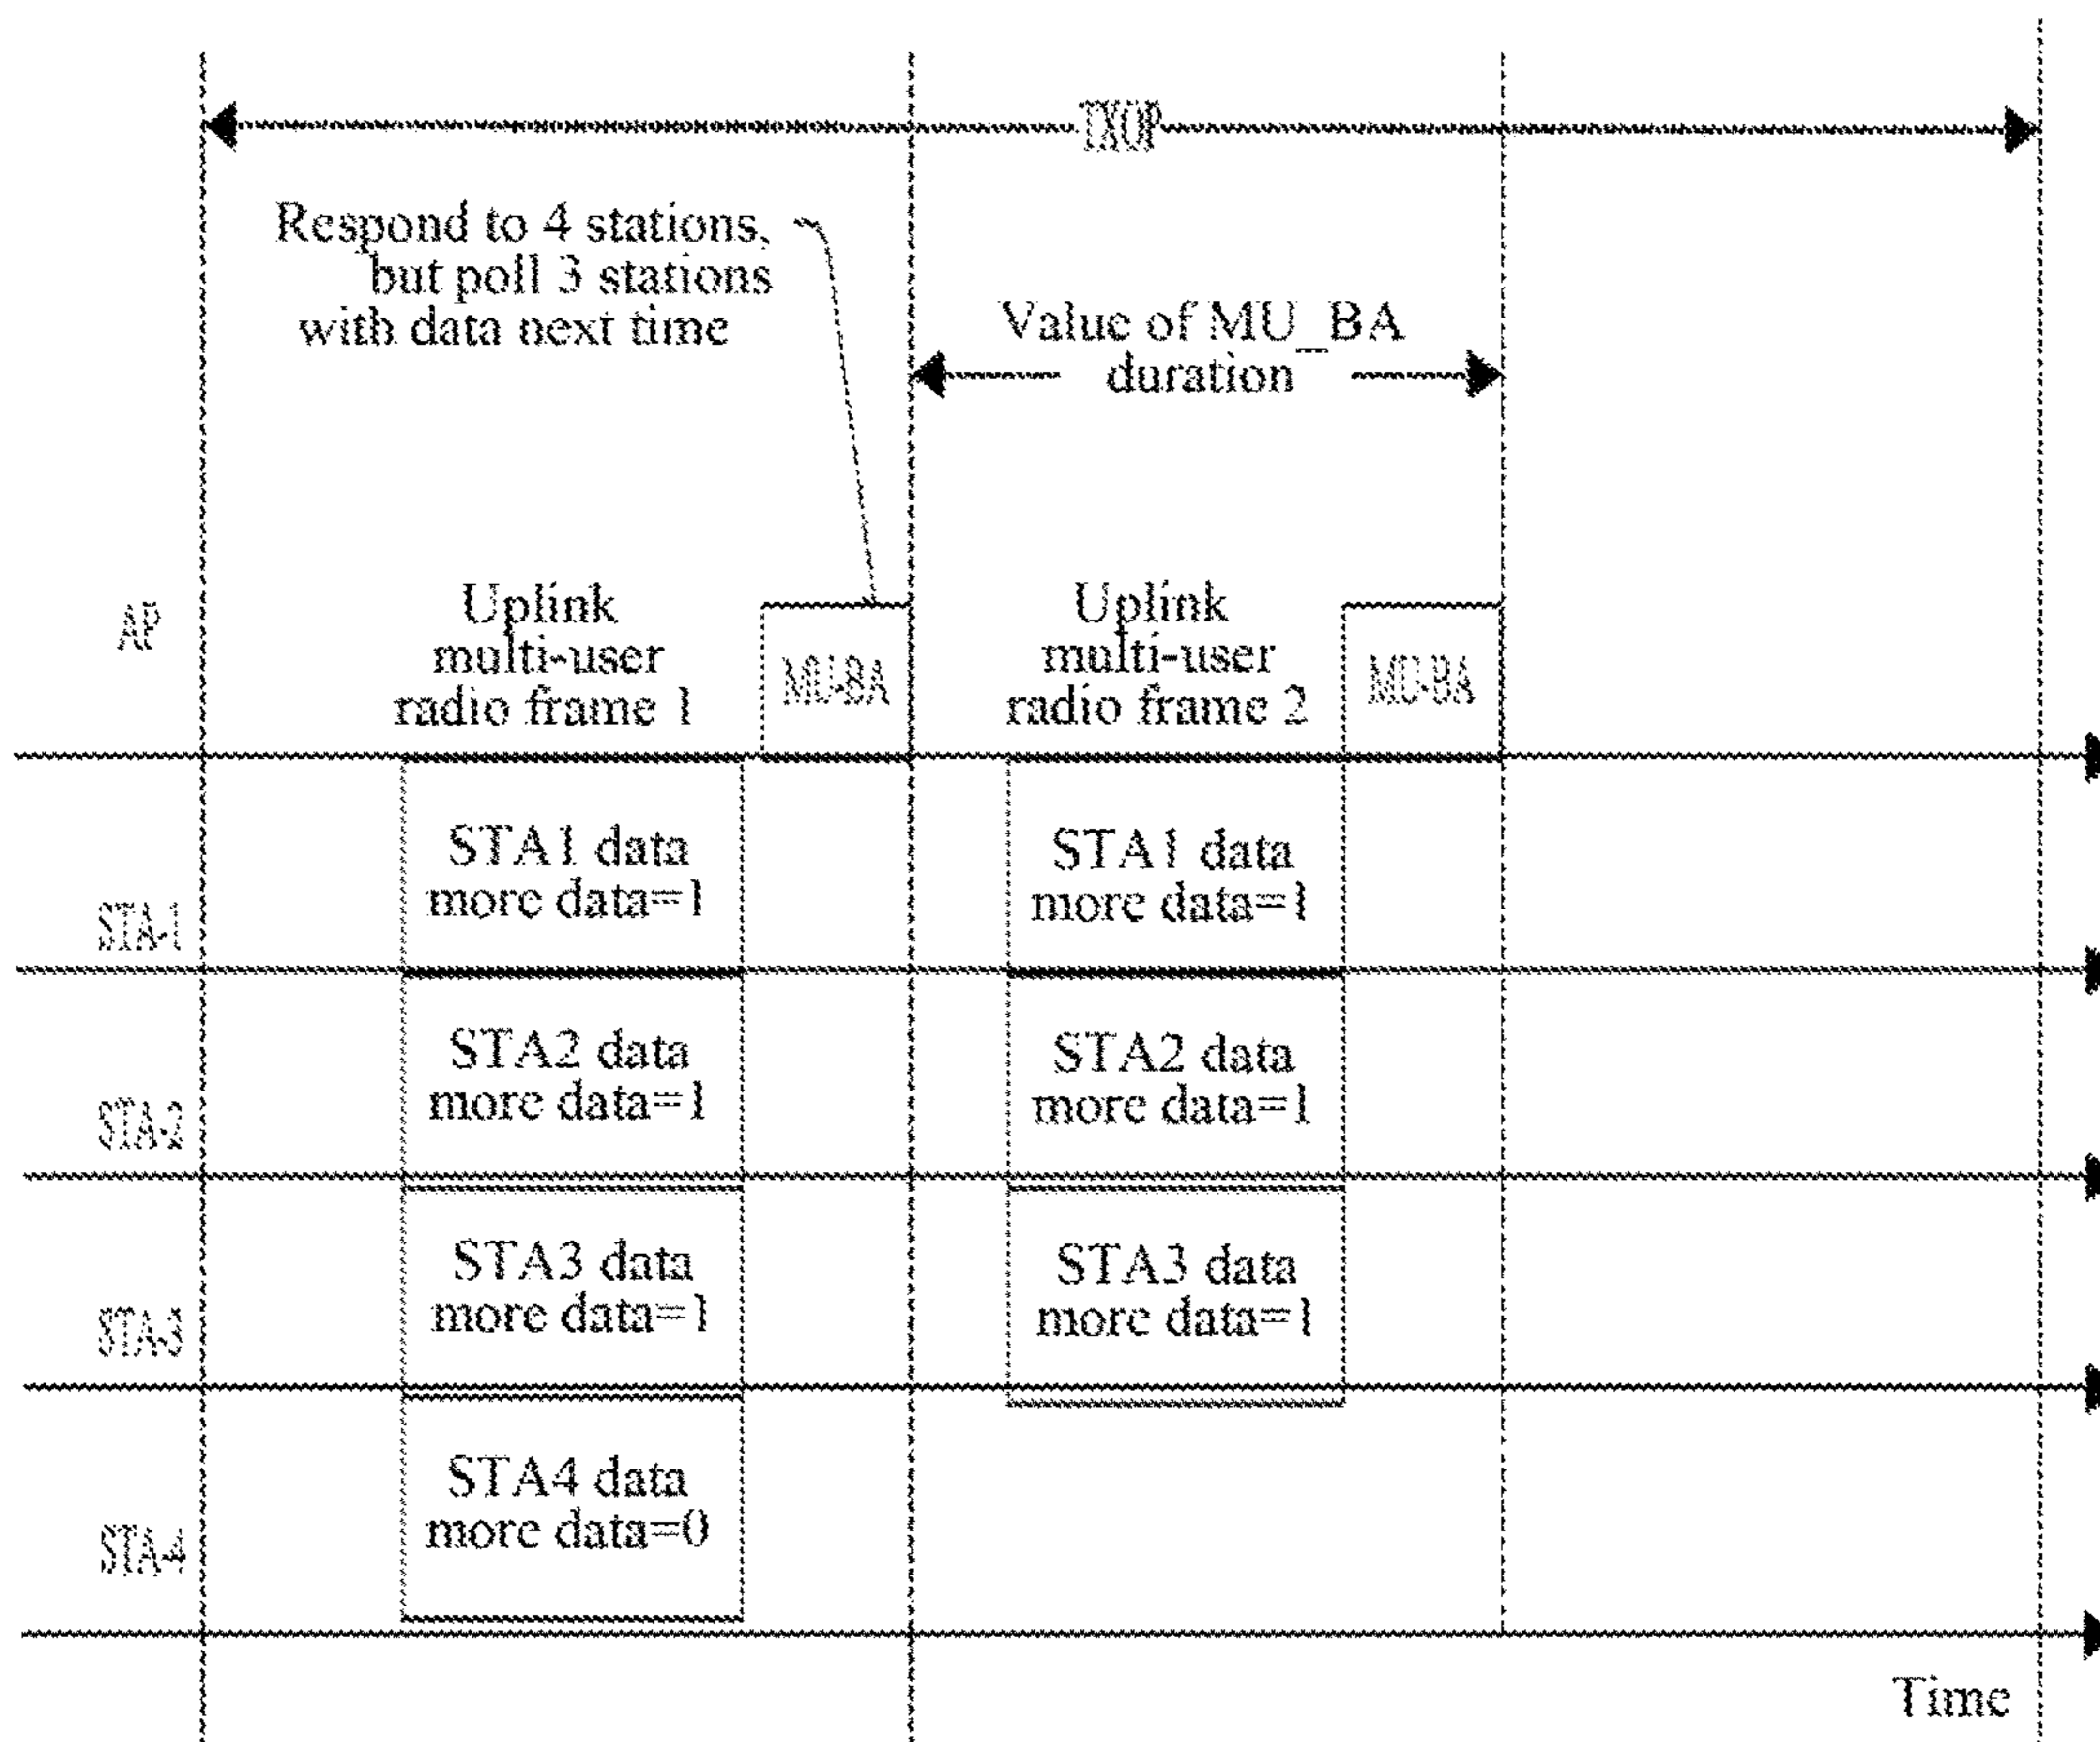 TXOP
Respond to 4 stations,
but poll 3 stations
with data next time
Value of MU_BA
duration
AP
Uplink
multi-user
radio frame 1
MU-BA
Uplink
multi-user
radio frame 2
MU-BA
STA-1
STA1 data
more data=1
STA1 data
more data=1
STA-2
STA2 data
more data=1
STA2 data
more data=1
STA-3
STA3 data
more data=1
STA3 data
more data=1
STA-4
STA4 data
more data=0
Time